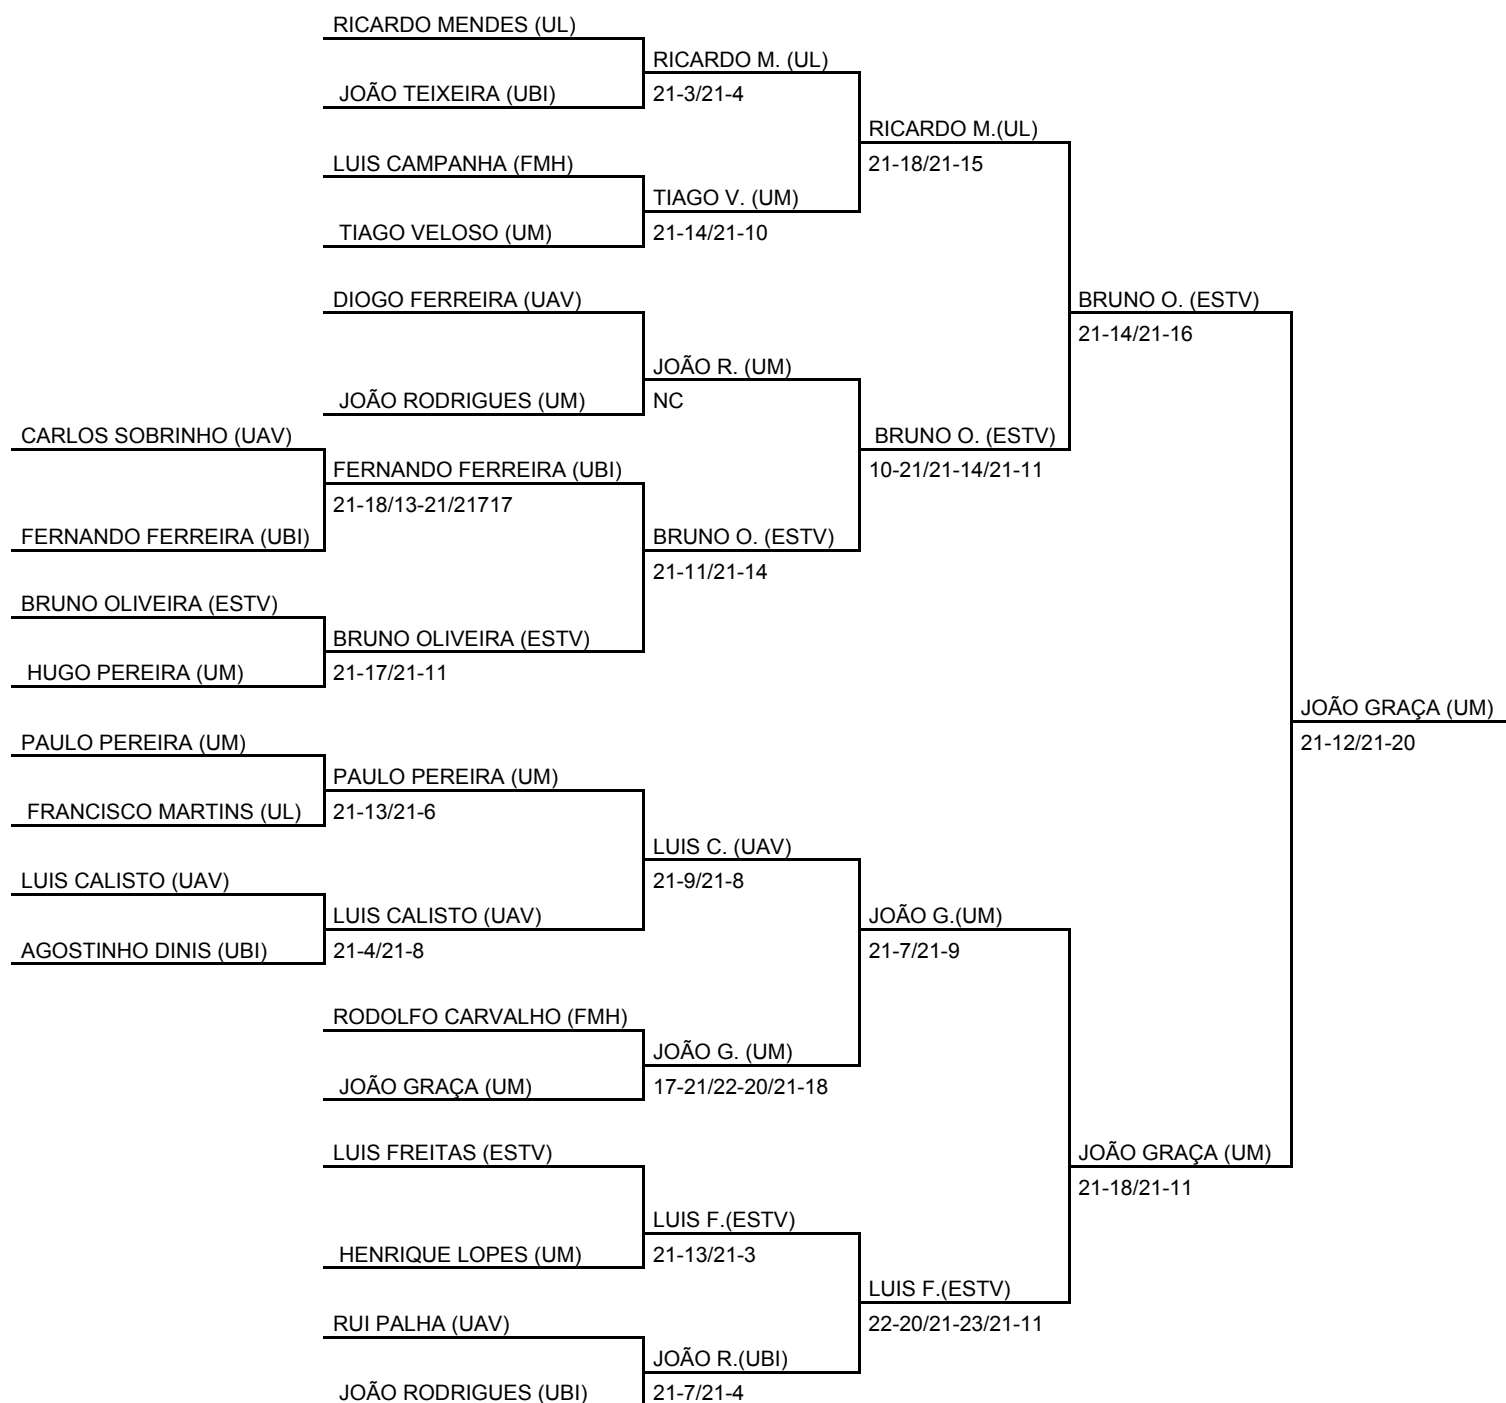 RICARDO MENDES (UL)
RICARDO M. (UL)
JOÃO TEIXEIRA (UBI)
21-3/21-4
RICARDO M.(UL)
LUIS CAMPANHA (FMH)
21-18/21-15
TIAGO V. (UM)
TIAGO VELOSO (UM)
21-14/21-10
DIOGO FERREIRA (UAV)
BRUNO O. (ESTV)
21-14/21-16
JOÃO R. (UM)
JOÃO RODRIGUES (UM)
NC
CARLOS SOBRINHO (UAV)
BRUNO O. (ESTV)
FERNANDO FERREIRA (UBI)
10-21/21-14/21-11
21-18/13-21/21717
FERNANDO FERREIRA (UBI)
BRUNO O. (ESTV)
21-11/21-14
BRUNO OLIVEIRA (ESTV)
BRUNO OLIVEIRA (ESTV)
HUGO PEREIRA (UM)
21-17/21-11
JOÃO GRAÇA (UM)
PAULO PEREIRA (UM)
21-12/21-20
PAULO PEREIRA (UM)
FRANCISCO MARTINS (UL)
21-13/21-6
LUIS C. (UAV)
LUIS CALISTO (UAV)
21-9/21-8
LUIS CALISTO (UAV)
JOÃO G.(UM)
AGOSTINHO DINIS (UBI)
21-4/21-8
21-7/21-9
RODOLFO CARVALHO (FMH)
JOÃO G. (UM)
JOÃO GRAÇA (UM)
17-21/22-20/21-18
LUIS FREITAS (ESTV)
JOÃO GRAÇA (UM)
21-18/21-11
LUIS F.(ESTV)
HENRIQUE LOPES (UM)
21-13/21-3
LUIS F.(ESTV)
RUI PALHA (UAV)
22-20/21-23/21-11
JOÃO R.(UBI)
JOÃO RODRIGUES (UBI)
21-7/21-4